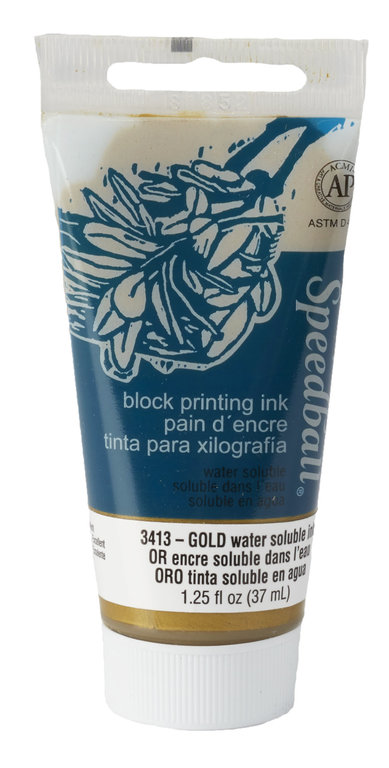 ACMI
AP
ASTM D-
Speedball®
block printing ink
pain d´encre
tinta para xilografía
water soluble
soluble dans l'eau
soluble en agua
3413 – GOLD water soluble in
OR encre soluble dans l'eau
ORO tinta soluble en agua
1.25 fl oz (37 mL)